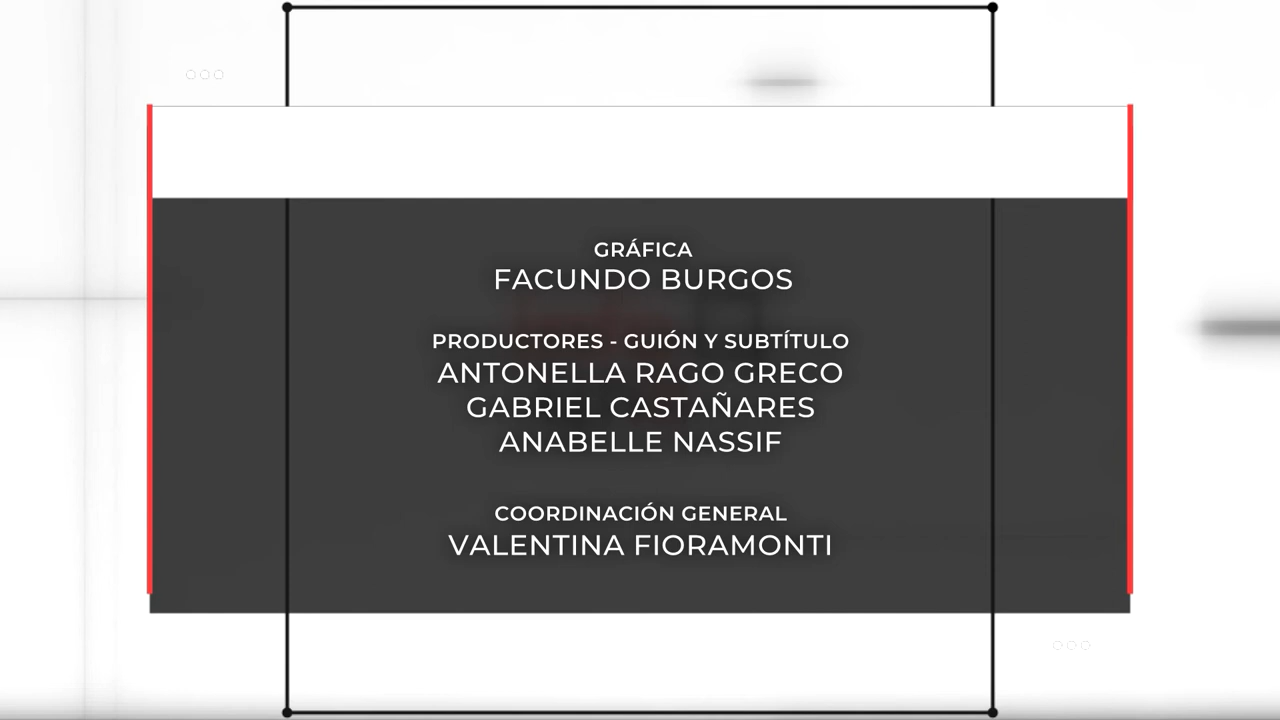 GRÁFICA
FACUNDO BURGOS
PRODUCTORES - GUIÓN Y SUBTÍTULO
ANTONELLA RAGO GRECO
GABRIEL CASTAÑARES
ANABELLE NASSIF
COORDINACIÓN GENERAL
VALENTINA FIORAMONTI